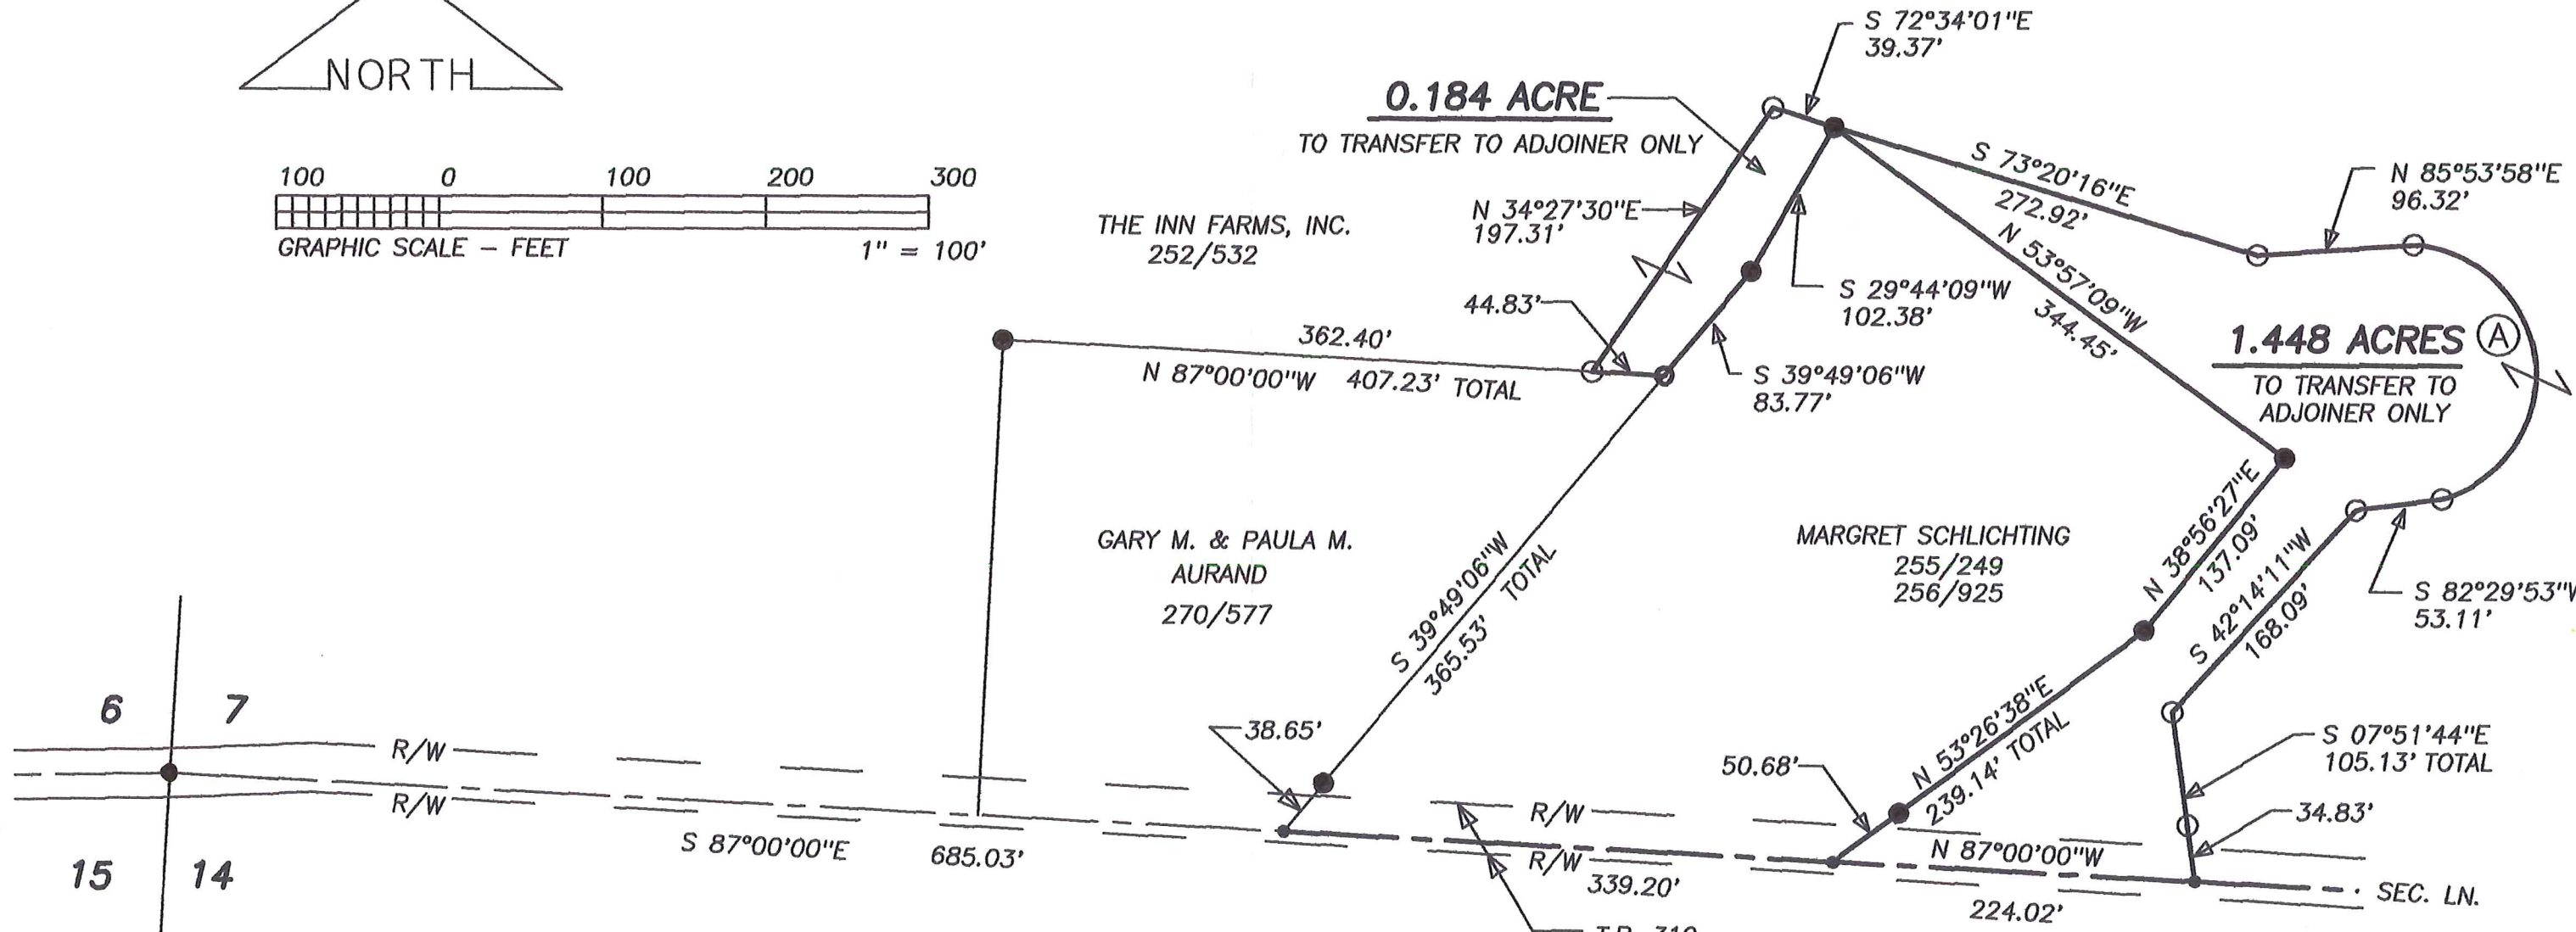 NORTH
100 0 100 200 300
GRAPHIC SCALE – FEET 1" = 100'
S 72°34'01"E
39.37'
0.184 ACRE
TO TRANSFER TO ADJOINER ONLY
S 73°20'16"E
272.92'
N 85°53'58"E
96.32'
THE INN FARMS, INC.
252/532
N 34°27'30"E
197.31'
44.83'
S 29°44'09"W
102.38'
N 53°57'09"W
344.45'
1.448 ACRES
A
TO TRANSFER TO
ADJOINER ONLY
362.40'
N 87°00'00"W 407.23' TOTAL
S 39°49'06"W
83.77'
GARY M. & PAULA M.
AURAND
270/577
S 39°49'06"W
365.53' TOTAL
MARGRET SCHLICHTING
255/249
256/925
N 38°56'27"E
137.09'
S 42°14'11"W
168.09'
S 82°29'53"W
53.11'
6 7
15 14
R/W
R/W
38.65'
50.68'
N 53°26'38"E
239.14' TOTAL
S 07°51'44"E
105.13' TOTAL
34.83'
S 87°00'00"E 685.03'
R/W
R/W
339.20'
N 87°00'00"W
224.02'
SEC. LN.